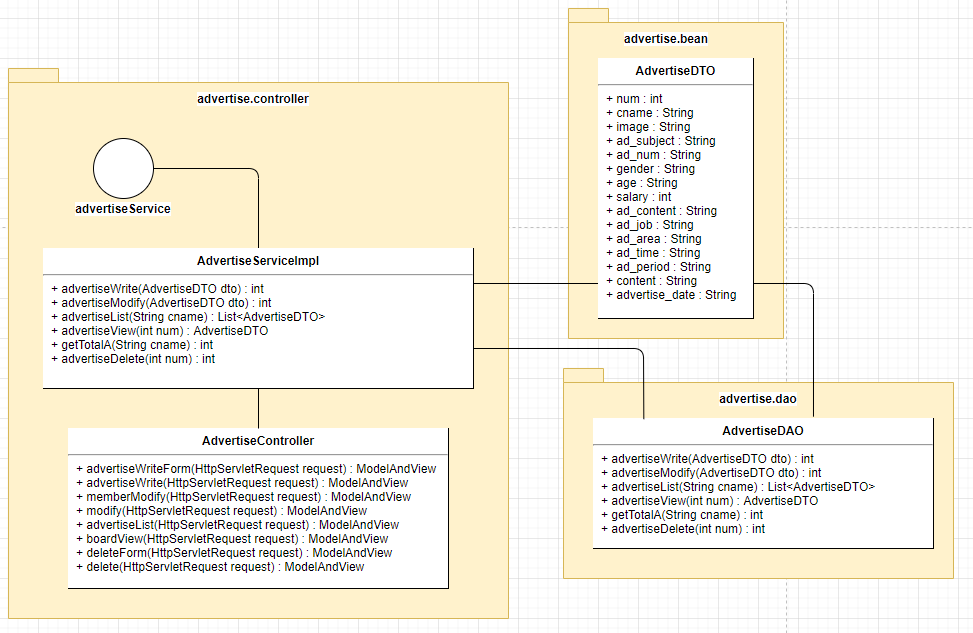 advertise.controller
advertiseService
AdvertiseServiceImpl
+ advertiseWrite(AdvertiseDTO dto) : int
+ advertiseModify(AdvertiseDTO dto) : int
+ advertiseList(String cname) : List<AdvertiseDTO>
+ advertiseView(int num) : AdvertiseDTO
+ getTotalA(String cname) : int
+ advertiseDelete(int num) : int
AdvertiseController
+ advertiseWriteForm(HttpServletRequest request) : ModelAndView
+ advertiseWrite(HttpServletRequest request) : ModelAndView
+ memberModify(HttpServletRequest request) : ModelAndView
+ modify(HttpServletRequest request) : ModelAndView
+ advertiseList(HttpServletRequest request) : ModelAndView
+ boardView(HttpServletRequest request) : ModelAndView
+ deleteForm(HttpServletRequest request) : ModelAndView
+ delete(HttpServletRequest request) : ModelAndView
advertise.bean
AdvertiseDTO
+ num : int
+ cname : String
+ image : String
+ ad_subject : String
+ ad_num : String
+ gender : String
+ age : String
+ salary : int
+ ad_content : String
+ ad_job : String
+ ad_area : String
+ ad_time : String
+ ad_period : String
+ content : String
+ advertise_date : String
advertise.dao
AdvertiseDAO
+ advertiseWrite(AdvertiseDTO dto) : int
+ advertiseModify(AdvertiseDTO dto) : int
+ advertiseList(String cname) : List<AdvertiseDTO>
+ advertiseView(int num) : AdvertiseDTO
+ getTotalA(String cname) : int
+ advertiseDelete(int num) : int